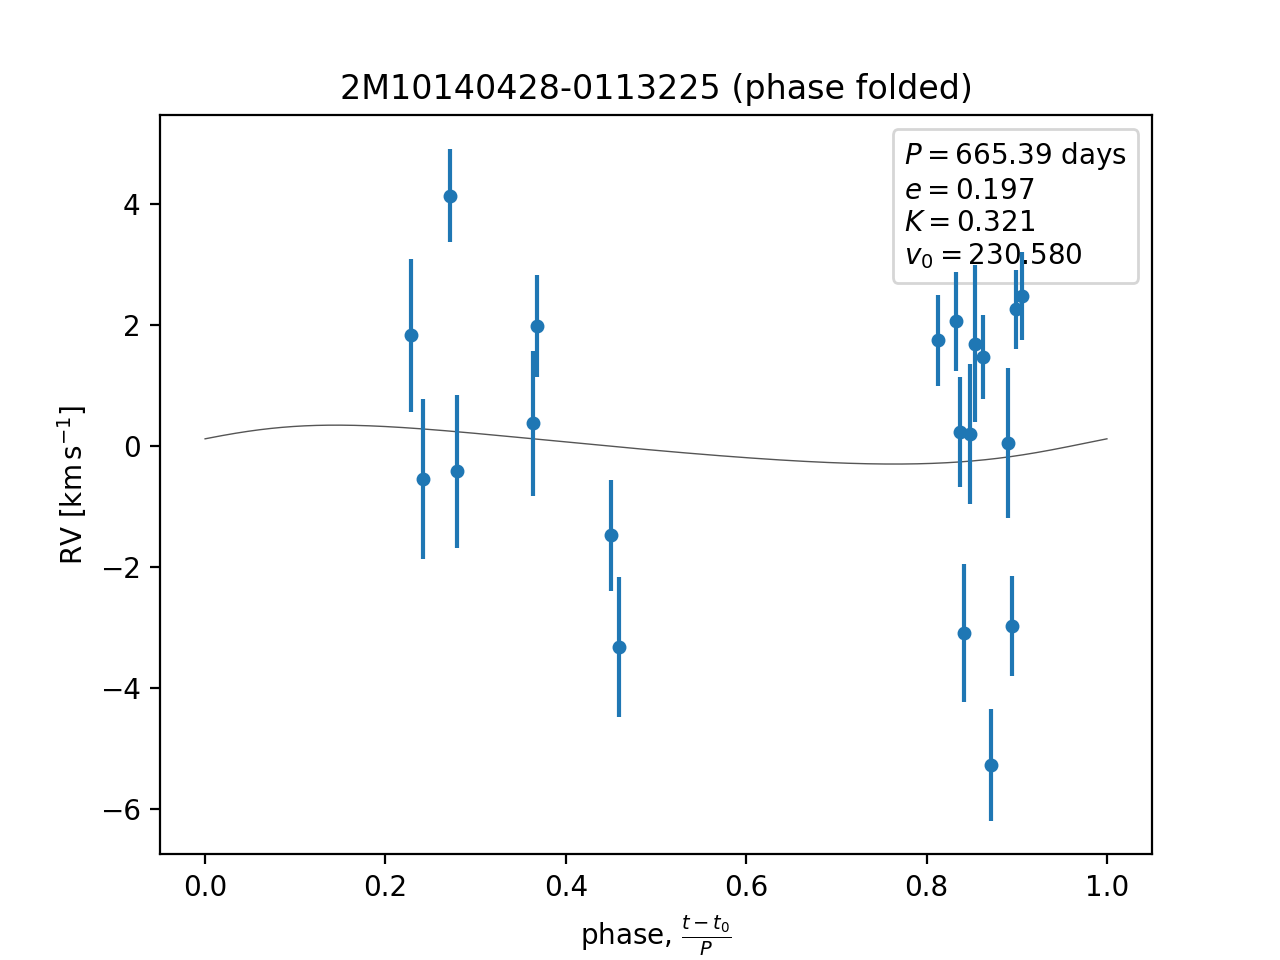 2M10140428-0113225 (phase folded)
P = 665.39 days
e = 0.197
K = 0.321
v₀ = 230.580
RV [km s⁻¹]
4
2
0
−2
−4
−6
0.0 0.2 0.4 0.6 0.8 1.0
phase, (t − t₀)/P